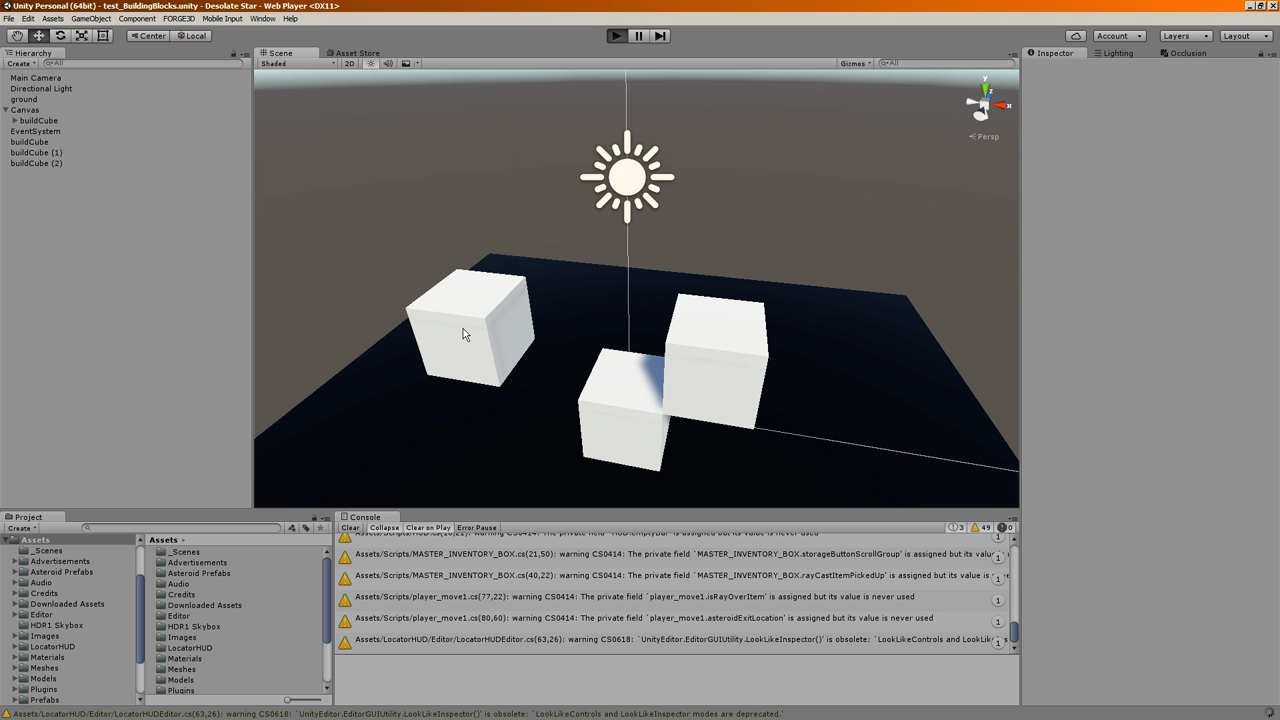 Unity Personal (64bit) - test_BuildingBlocks.unity - Desolate Star - Web Player <DX11>
File Edit Assets GameObject Component FORGE3D Mobile Input Window Help
Center Local Account Layers Layout
Hierarchy Scene Asset Store Inspector Lighting Occlusion
Create All Shaded 2D Gizmos All
Main Camera
Directional Light
ground
Canvas
buildCube
EventSystem
buildCube
buildCube (1)
buildCube (2)
y
z
x
Persp
Project Console
Create Clear Collapse Clear on Play Error Pause 3 49 0
Assets Assets
_Scenes _Scenes
Advertisements Advertisements
Asteroid Prefabs Asteroid Prefabs
Audio Audio
Credits Credits
Downloaded Assets Downloaded Assets
Editor Editor
HDR1 Skybox HDR1 Skybox
Images Images
LocatorHUD LocatorHUD
Materials Materials
Meshes Meshes
Models Models
Plugins Plugins
Prefabs
is assigned but its value is never used 1
Assets/Scripts/MASTER_INVENTORY_BOX.cs(21,50): warning CS0414: The private field `MASTER_INVENTORY_BOX.storageButtonScrollGroup' is assigned but its valu 1
Assets/Scripts/MASTER_INVENTORY_BOX.cs(40,22): warning CS0414: The private field `MASTER_INVENTORY_BOX.rayCastItemPickedUp' is assigned but its value is n 1
Assets/Scripts/player_move1.cs(77,22): warning CS0414: The private field `player_move1.isRayOverItem' is assigned but its value is never used 1
Assets/Scripts/player_move1.cs(80,60): warning CS0414: The private field `player_move1.asteroidExitLocation' is assigned but its value is never used 1
Assets/LocatorHUD/Editor/LocatorHUDEditor.cs(63,26): warning CS0618: `UnityEditor.EditorGUIUtility.LookLikeInspector()' is obsolete: `LookLikeControls and LookLik 1
Assets/LocatorHUD/Editor/LocatorHUDEditor.cs(63,26): warning CS0618: `UnityEditor.EditorGUIUtility.LookLikeInspector()' is obsolete: `LookLikeControls and LookLikeInspector modes are deprecated.'